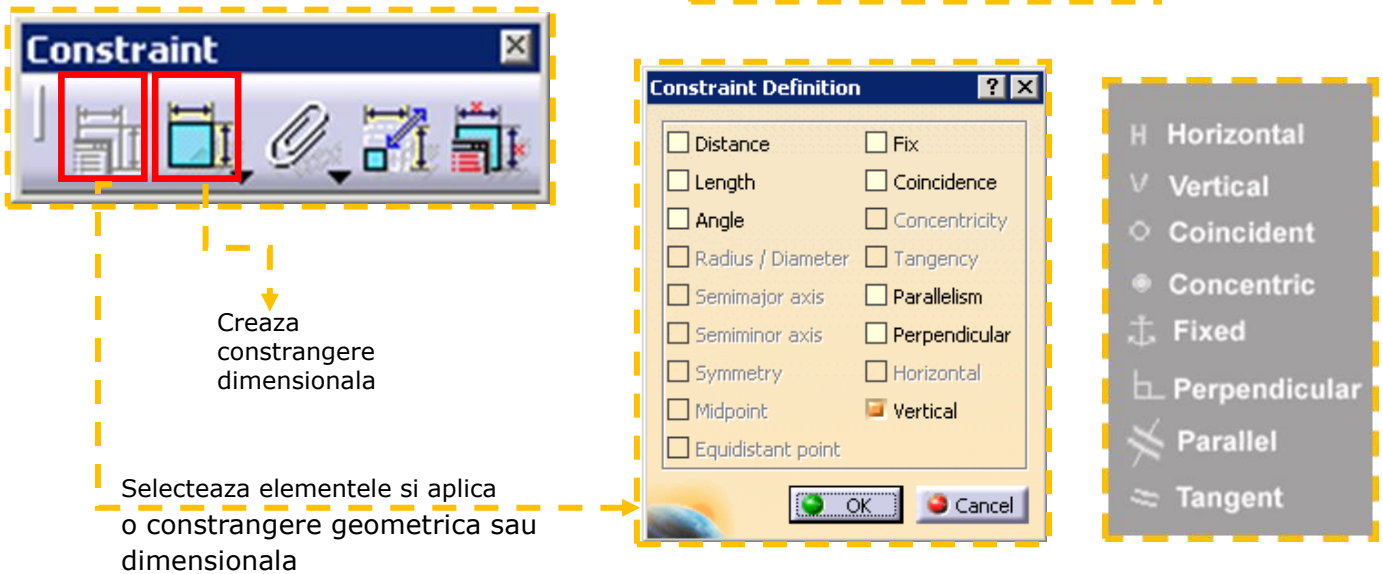 Constraint
Creaza
constrangere
dimensionala
Selecteaza elementele si aplica
o constrangere geometrica sau
dimensionala
Constraint Definition
Distance
Fix
Length
Coincidence
Angle
Concentricity
Radius / Diameter
Tangency
Semimajor axis
Parallelism
Semiminor axis
Perpendicular
Symmetry
Horizontal
Midpoint
Vertical
Equidistant point
OK
Cancel
H Horizontal
V Vertical
Coincident
Concentric
Fixed
Perpendicular
Parallel
Tangent